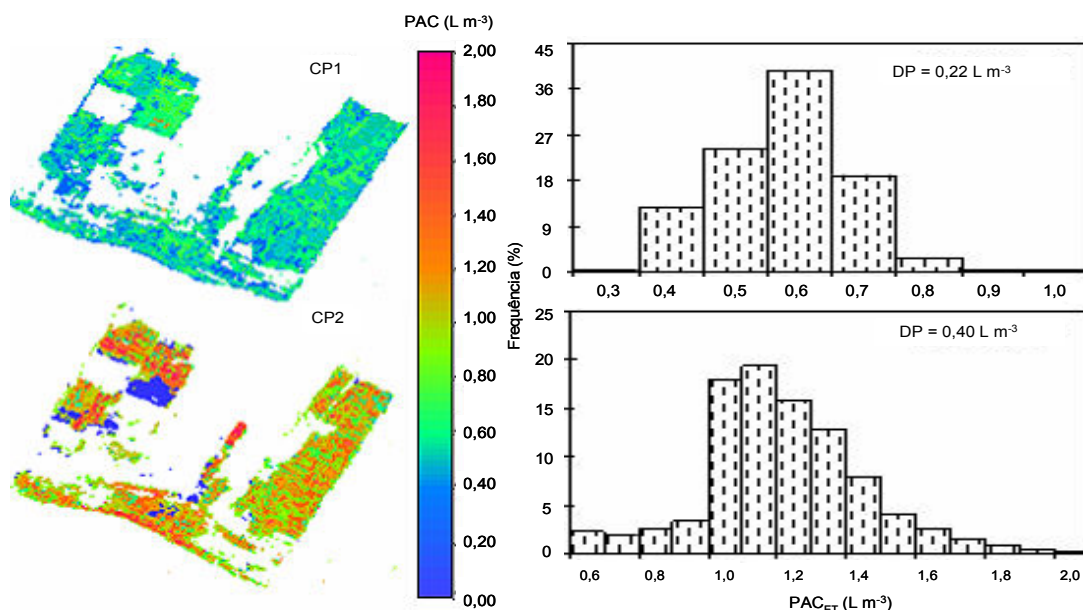 PAC (L m-3)
CP1
CP2
2,00
1,80
1,60
1,40
1,20
1,00
0,80
0,60
0,40
0,20
0,00
Frequência (%)
45
36
27
18
9
0
DP = 0,22 L m-3
0,3 0,4 0,5 0,6 0,7 0,8 0,9 1,0
25
20
15
10
5
0
DP = 0,40 L m-3
0,6 0,8 1,0 1,2 1,4 1,6 1,8 2,0
PACET (L m-3)